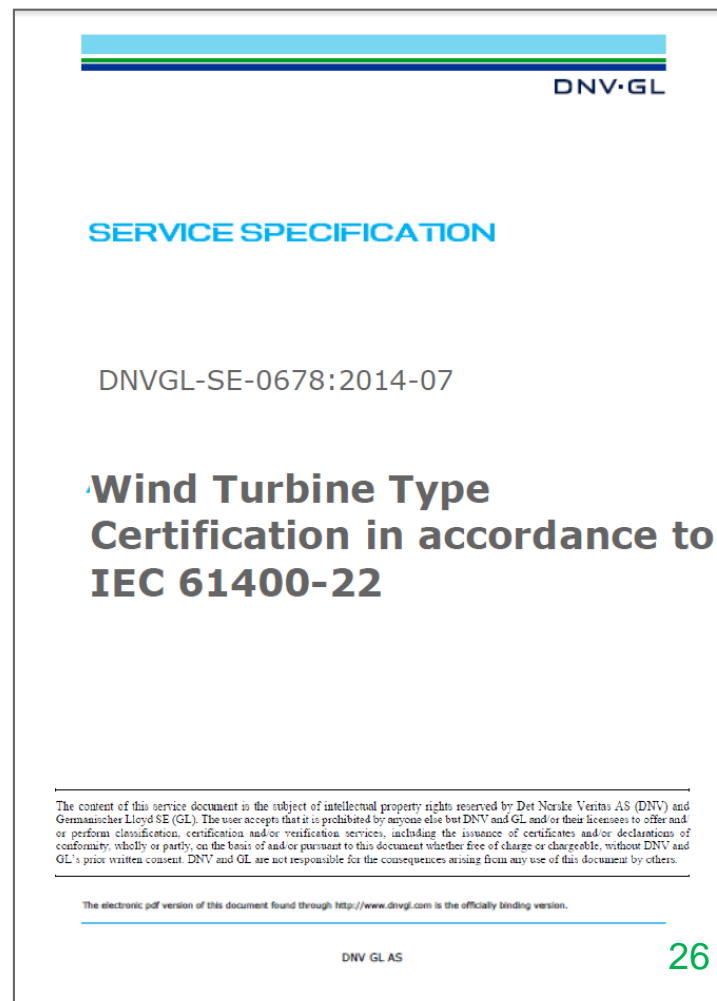 DNV·GL
SERVICE SPECIFICATION
DNVGL-SE-0678:2014-07
Wind Turbine Type
Certification in accordance to
IEC 61400-22
The content of this service document is the subject of intellectual property rights reserved by Det Norske Veritas AS (DNV) and
Germanischer Lloyd SE (GL). The user accepts that it is prohibited by anyone else but DNV and GL and/or their licensees to offer and/
or perform classification, certification and/or verification services, including the issuance of certificates and/or declarations of
conformity, wholly or partly, on the basis of and/or pursuant to this document whether free of charge or chargeable, without DNV and
GL's prior written consent. DNV and GL are not responsible for the consequences arising from any use of this document by others.
The electronic pdf version of this document found through http://www.dnvgl.com is the officially binding version.
DNV GL AS
26